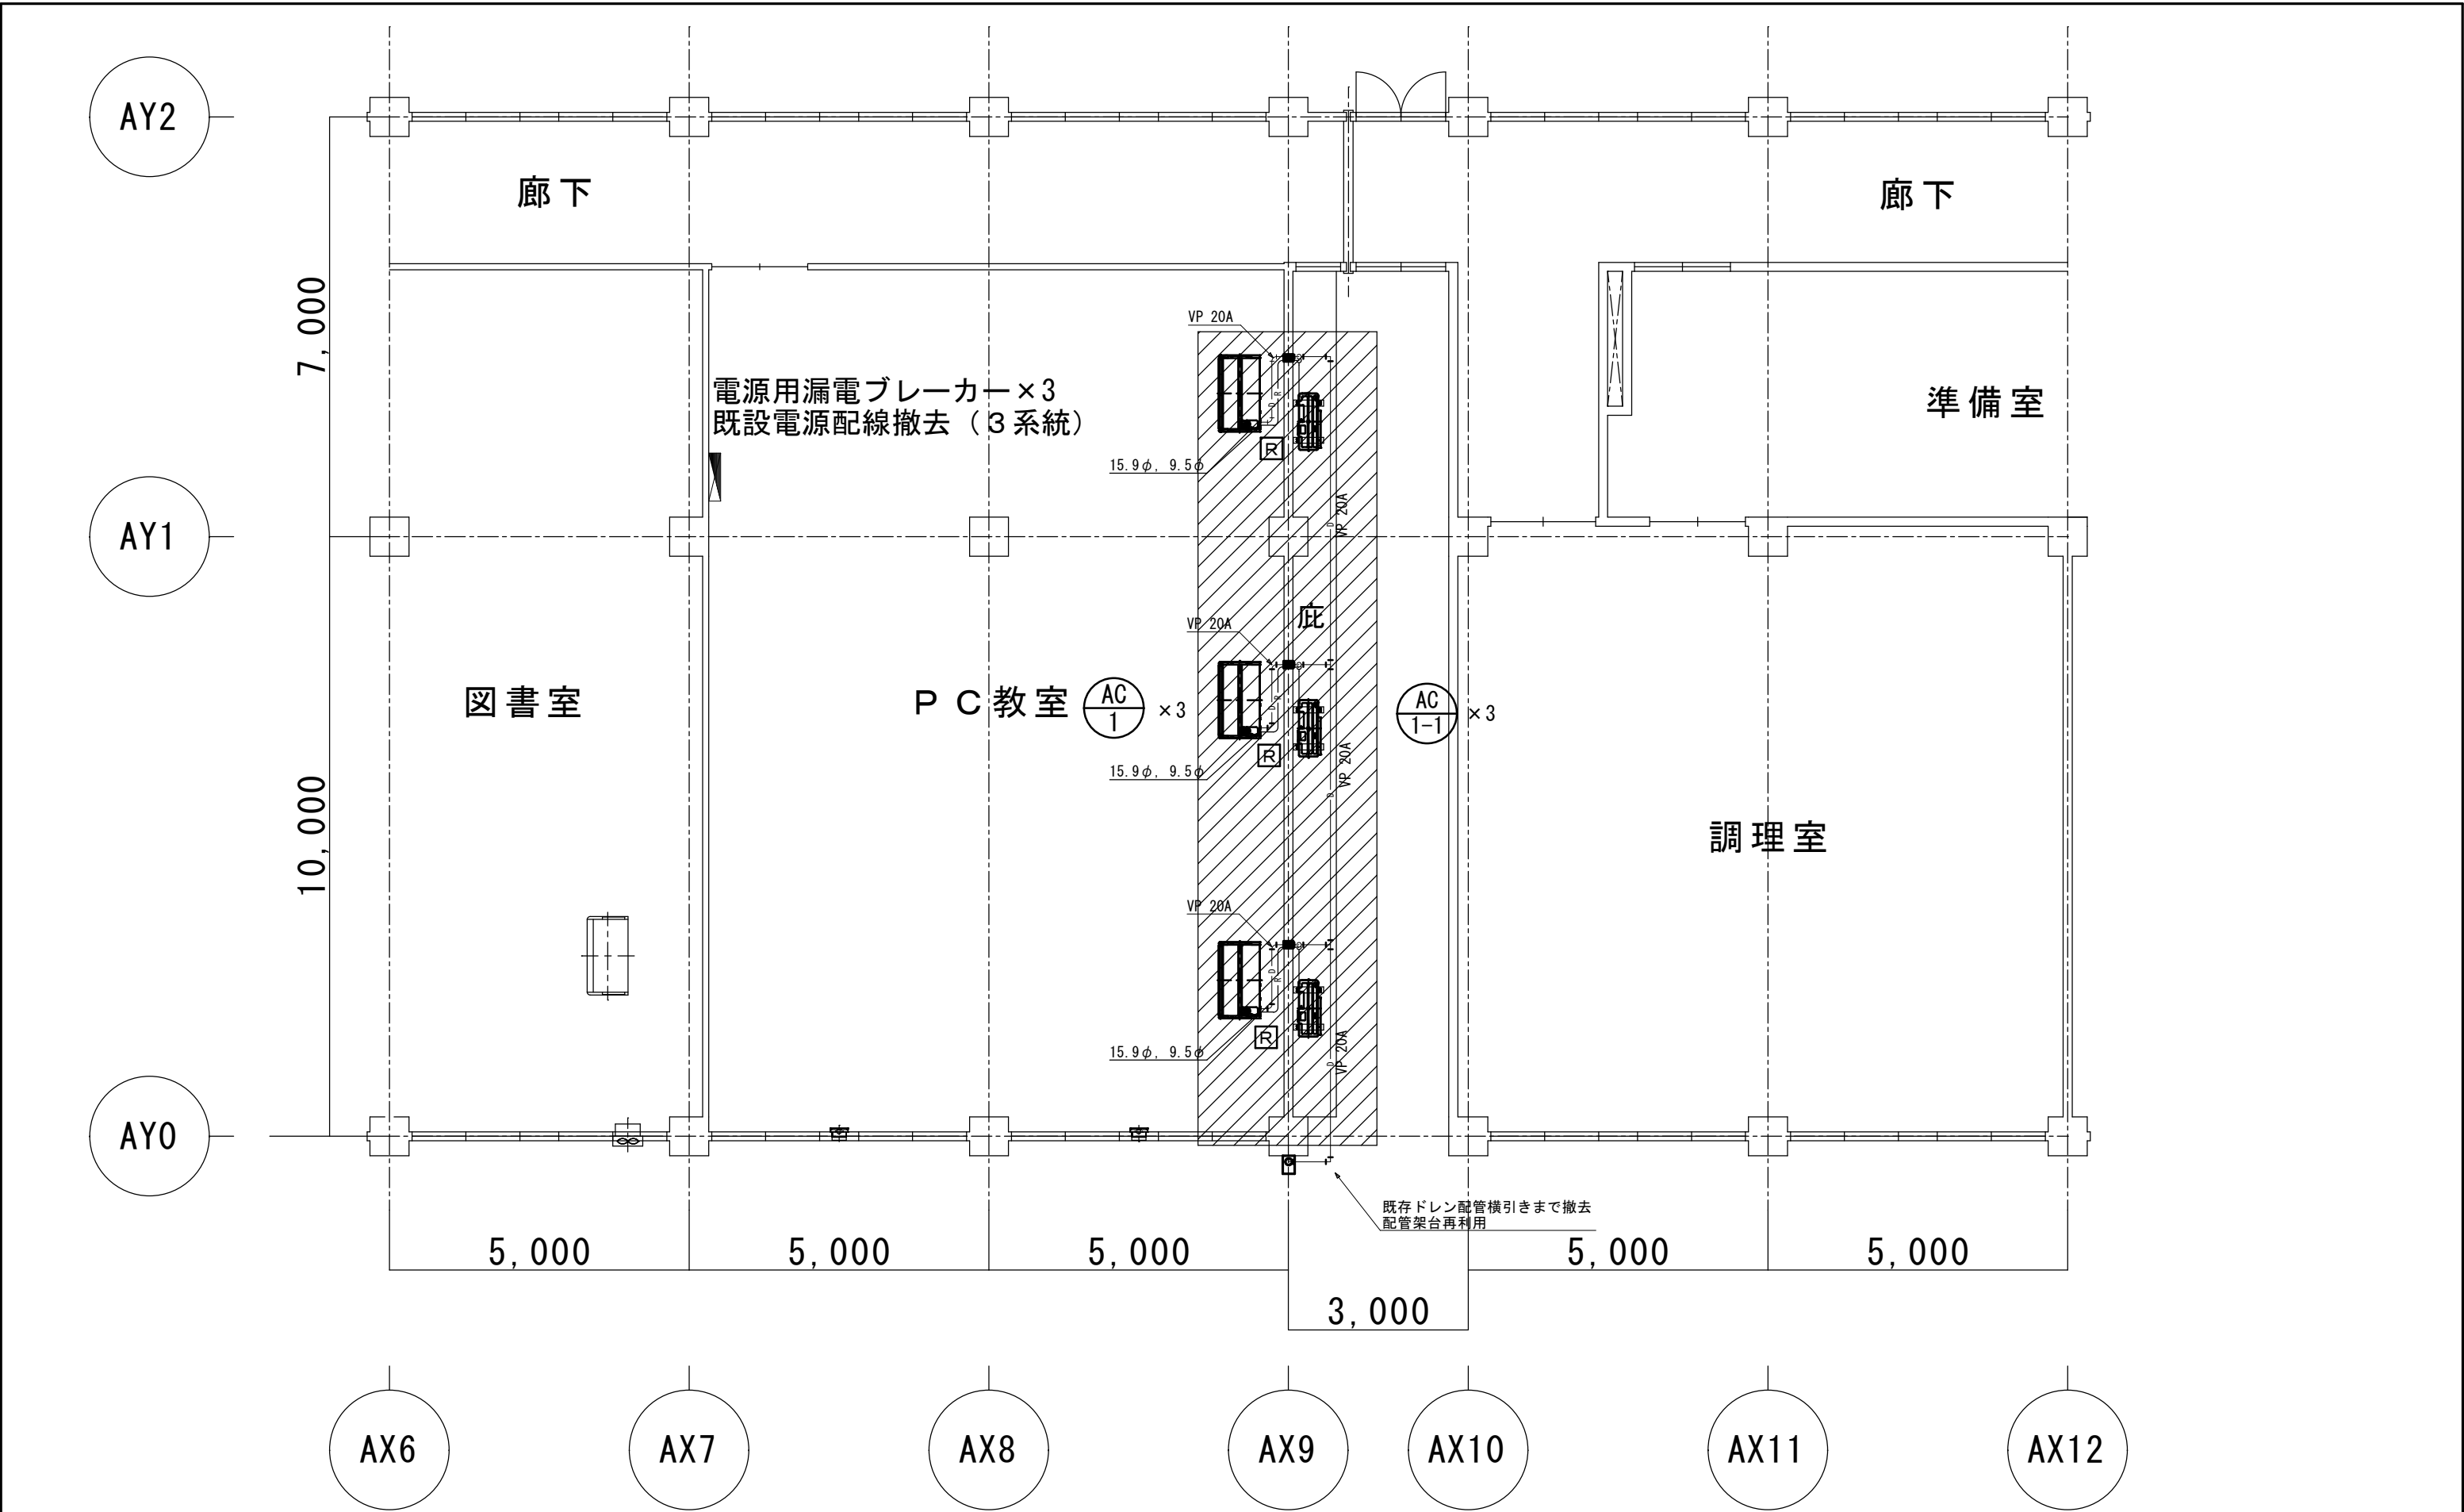 AY2
廊下
廊下
7,000
VP 20A
電源用漏電ブレーカー×3
既設電源配線撤去（３系統）
準備室
R
15.9φ, 9.5φ
VP 20A
AY1
庇
VP 20A
図書室
ＰＣ教室
AC
1
×3
AC
1-1
×3
R
15.9φ, 9.5φ
VP 20A
10,000
調理室
VP 20A
R
15.9φ, 9.5φ
VP 20A
AY0
既存ドレン配管横引きまで撤去
配管架台再利用
5,000
5,000
5,000
5,000
5,000
3,000
AX6
AX7
AX8
AX9
AX10
AX11
AX12